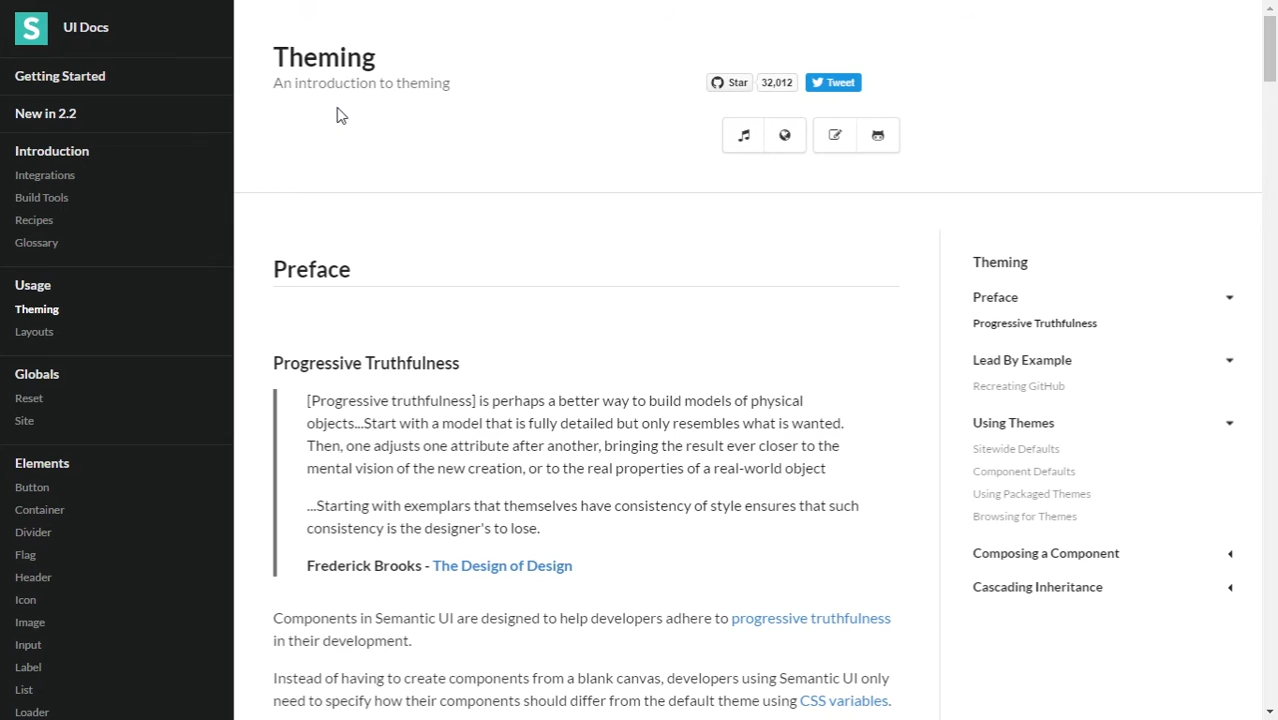 S UI Docs
Getting Started
New in 2.2
Introduction
Integrations
Build Tools
Recipes
Glossary
Usage
Theming
Layouts
Globals
Reset
Site
Elements
Button
Container
Divider
Flag
Header
Icon
Image
Input
Label
List
Loader
Theming
An introduction to theming
Star 32,012 Tweet
Preface
Progressive Truthfulness
[Progressive truthfulness] is perhaps a better way to build models of physical
objects...Start with a model that is fully detailed but only resembles what is wanted.
Then, one adjusts one attribute after another, bringing the result ever closer to the
mental vision of the new creation, or to the real properties of a real-world object
...Starting with exemplars that themselves have consistency of style ensures that such
consistency is the designer's to lose.
Frederick Brooks - The Design of Design
Components in Semantic UI are designed to help developers adhere to progressive truthfulness
in their development.
Instead of having to create components from a blank canvas, developers using Semantic UI only
need to specify how their components should differ from the default theme using CSS variables.
Theming
Preface
Progressive Truthfulness
Lead By Example
Recreating GitHub
Using Themes
Sitewide Defaults
Component Defaults
Using Packaged Themes
Browsing for Themes
Composing a Component
Cascading Inheritance